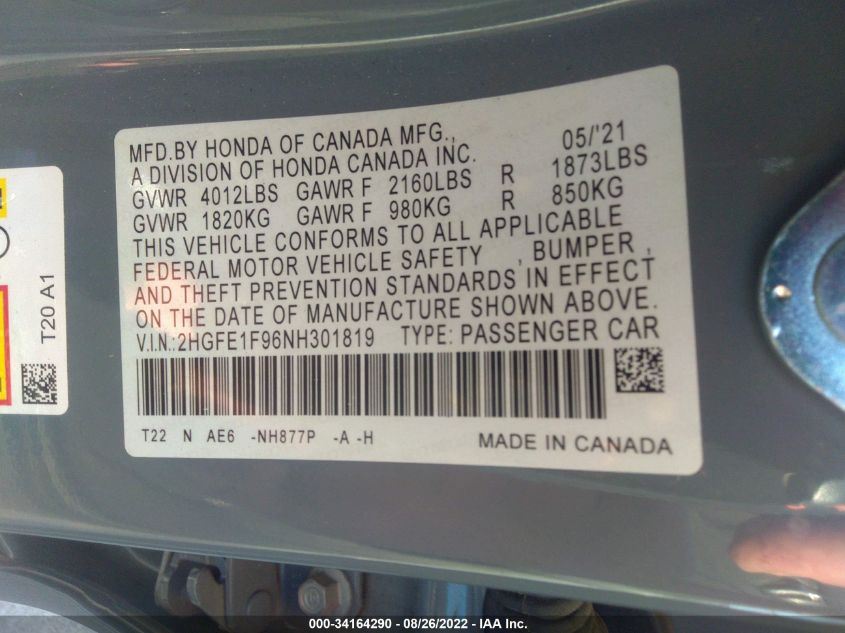 MFD.BY HONDA OF CANADA MFG., 05/'21
A DIVISION OF HONDA CANADA INC.
GVWR 4012LBS GAWR F 2160LBS R 1873LBS
GVWR 1820KG GAWR F 980KG R 850KG
THIS VEHICLE CONFORMS TO ALL APPLICABLE
FEDERAL MOTOR VEHICLE SAFETY , BUMPER ,
AND THEFT PREVENTION STANDARDS IN EFFECT
ON THE DATE OF MANUFACTURE SHOWN ABOVE.
V.I.N.:2HGFE1F96NH301819 TYPE: PASSENGER CAR
T22 N AE6 -NH877P -A -H MADE IN CANADA
T20 A1
000-34164290 - 08/26/2022 - IAA Inc.